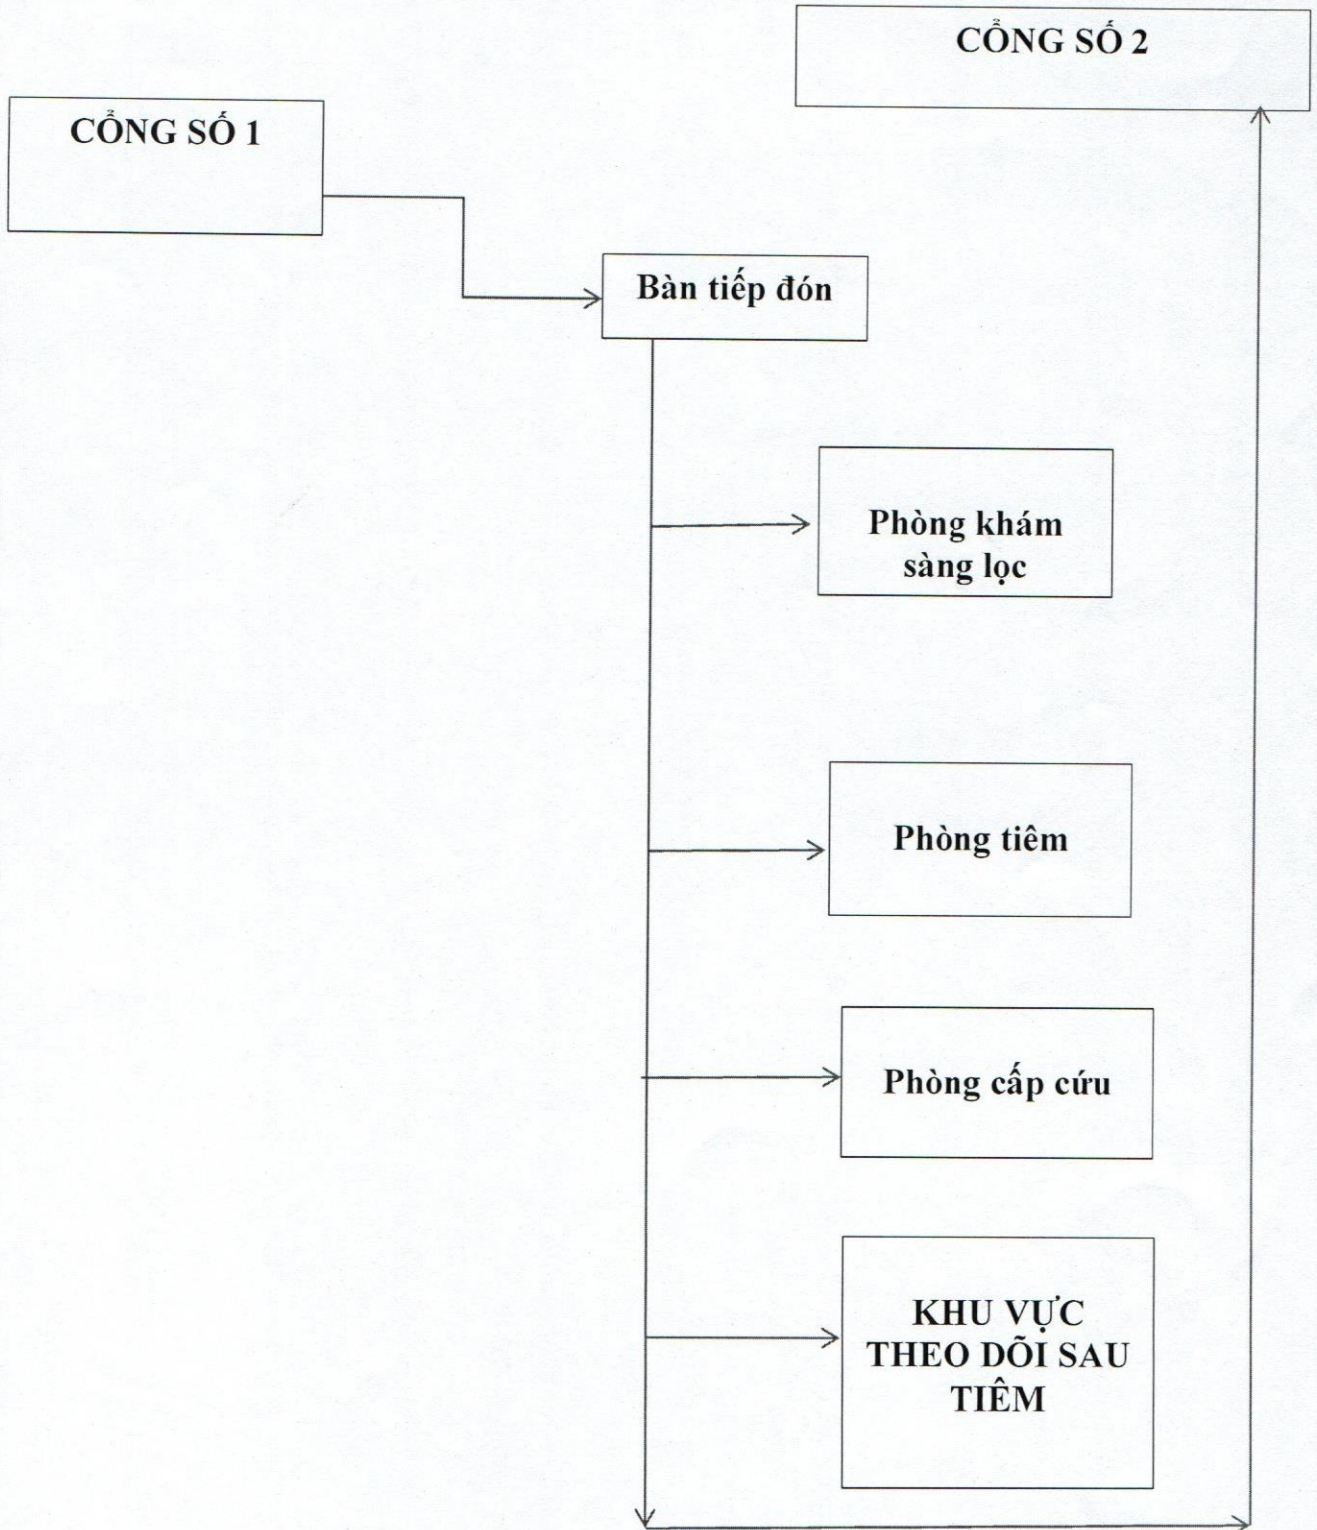 CỔNG SỐ 2
CỔNG SỐ 1
Bàn tiếp đón
Phòng khám
sàng lọc
Phòng tiêm
Phòng cấp cứu
KHU VỰC
THEO DÕI SAU
TIÊM